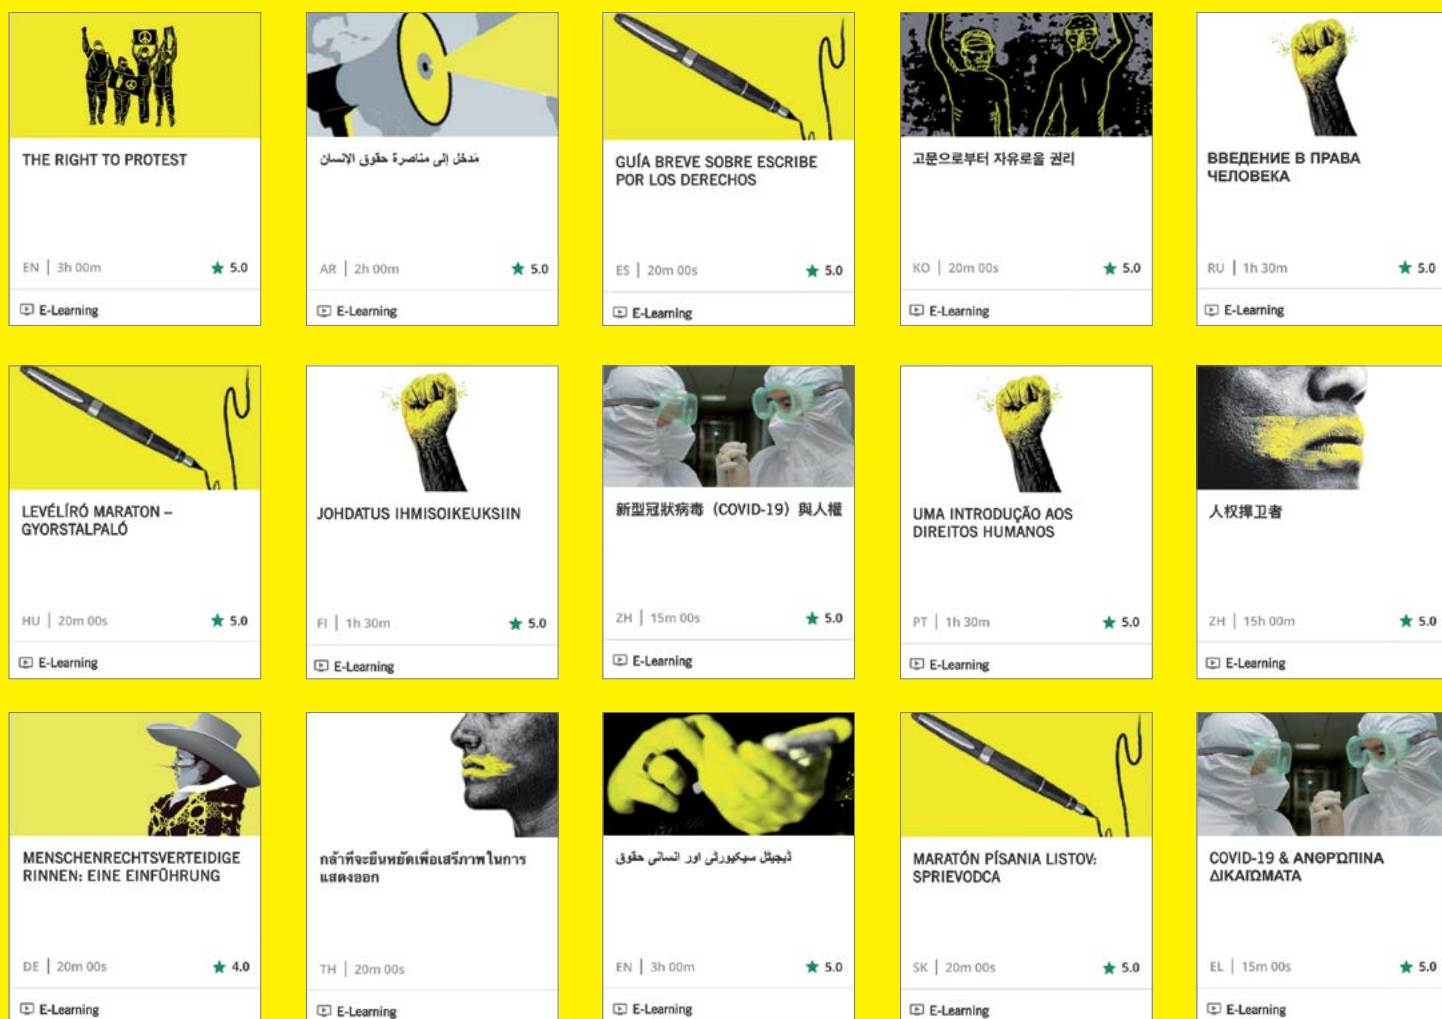 THE RIGHT TO PROTEST
EN | 3h 00m
5.0
E-Learning
مَدخل إلى مناصرة حقوق الإنسان
AR | 2h 00m
5.0
E-Learning
GUÍA BREVE SOBRE ESCRIBE
POR LOS DERECHOS
ES | 20m 00s
5.0
E-Learning
고문으로부터 자유로울 권리
KO | 20m 00s
5.0
E-Learning
ВВЕДЕНИЕ В ПРАВА
ЧЕЛОВЕКА
RU | 1h 30m
5.0
E-Learning
LEVÉLÍRÓ MARATON –
GYORSTALPALÓ
HU | 20m 00s
5.0
E-Learning
JOHDATUS IHMISOIKEUKSIIN
FI | 1h 30m
5.0
E-Learning
新型冠狀病毒（COVID-19）與人權
ZH | 15m 00s
5.0
E-Learning
UMA INTRODUÇÃO AOS
DIREITOS HUMANOS
PT | 1h 30m
5.0
E-Learning
人权捍卫者
ZH | 15h 00m
5.0
E-Learning
MENSCHENRECHTSVERTEIDIGE
RINNEN: EINE EINFÜHRUNG
DE | 20m 00s
4.0
E-Learning
กล้าที่จะยืนหยัดเพื่อเสรีภาพในการ
แสดงออก
TH | 20m 00s
E-Learning
ڈیجیٹل سیکیورٹی اور انسانی حقوق
EN | 3h 00m
5.0
E-Learning
MARATÓN PÍSANIA LISTOV:
SPRIEVODCA
SK | 20m 00s
5.0
E-Learning
COVID-19 & ΑΝΘΡΏΠΙΝΑ
ΔΙΚΑΙΏΜΑΤΑ
EL | 15m 00s
5.0
E-Learning